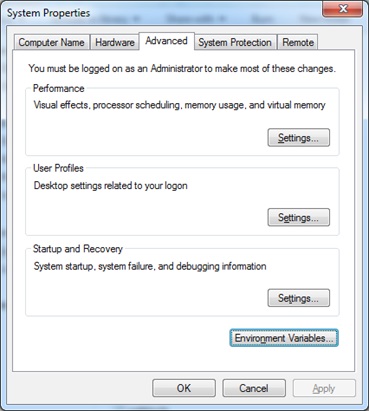 System Properties
Computer Name Hardware Advanced System Protection Remote
You must be logged on as an Administrator to make most of these changes.
Performance
Visual effects, processor scheduling, memory usage, and virtual memory
Settings...
User Profiles
Desktop settings related to your logon
Settings...
Startup and Recovery
System startup, system failure, and debugging information
Settings...
Environment Variables...
OK Cancel Apply